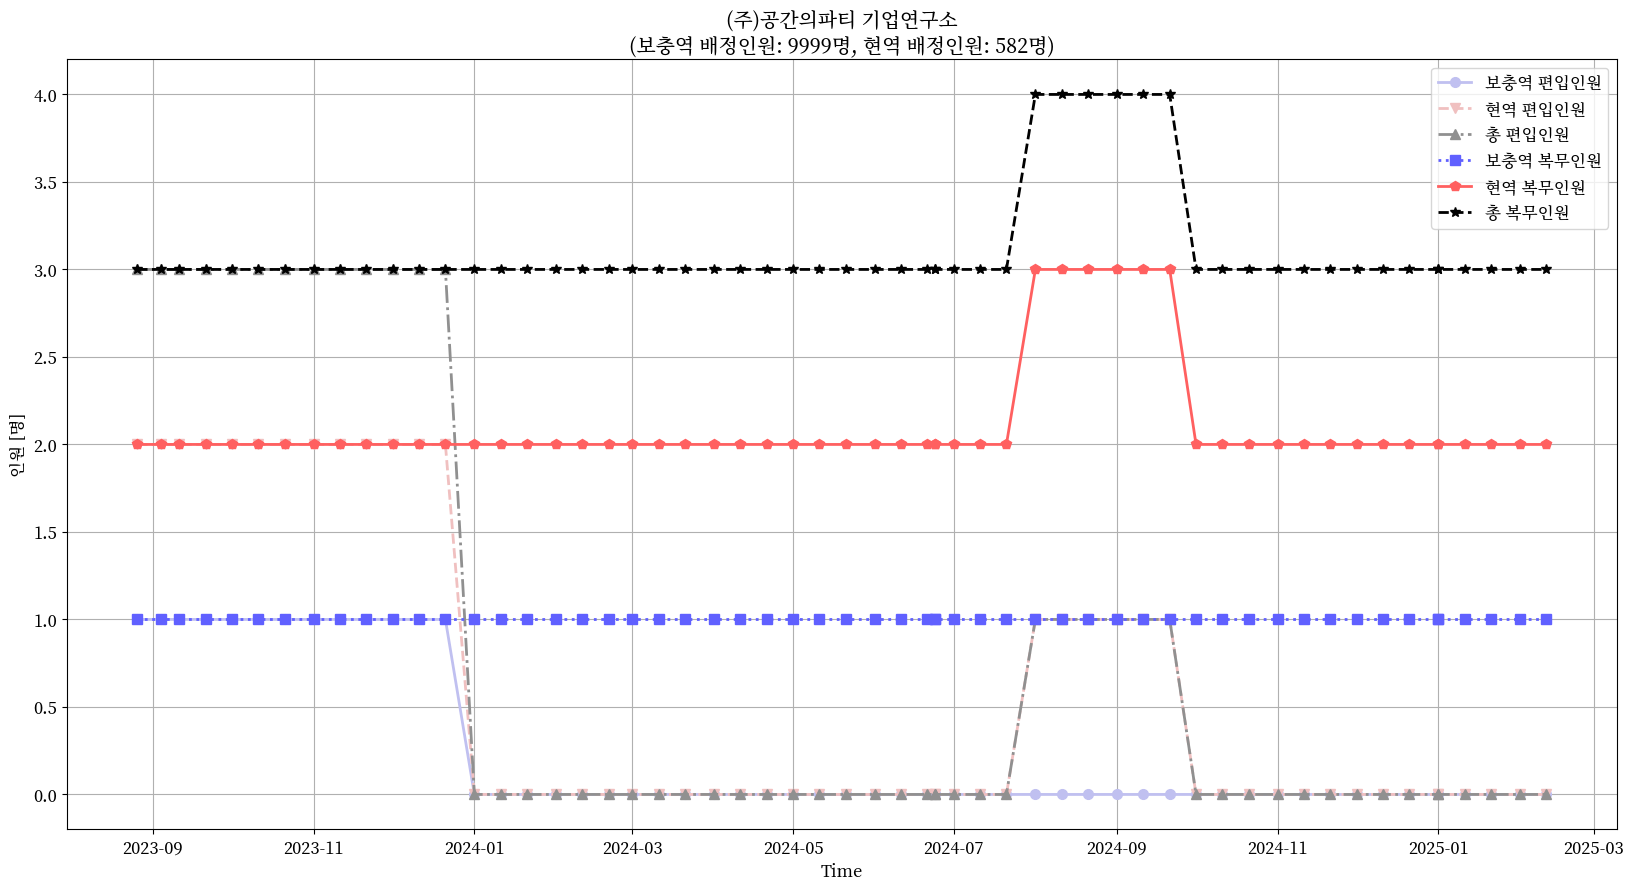 (주)공간의파티 기업연구소
(보충역 배정인원: 9999명, 현역 배정인원: 582명)
보충역 편입인원
현역 편입인원
총 편입인원
보충역 복무인원
현역 복무인원
총 복무인원
인원 [명]
4.0
3.5
3.0
2.5
2.0
1.5
1.0
0.5
0.0
2023-09 2023-11 2024-01 2024-03 2024-05 2024-07 2024-09 2024-11 2025-01 2025-03
Time